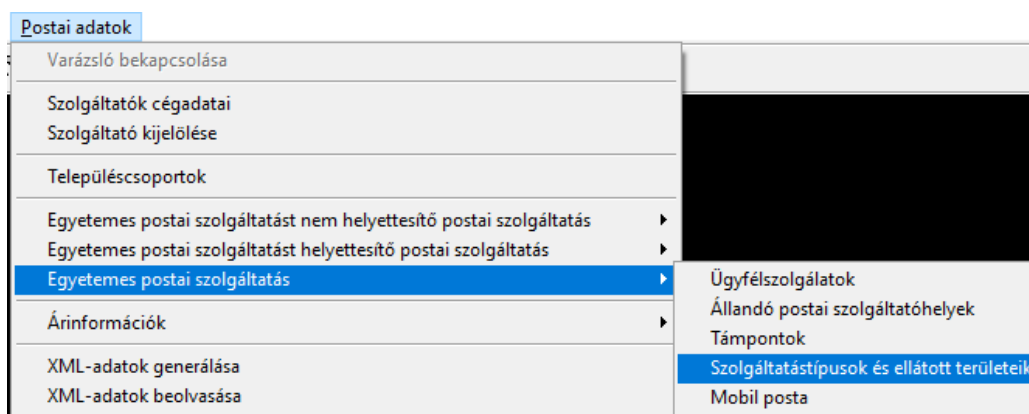 Postai adatok
Varázsló bekapcsolása
Szolgáltatók cégadatai
Szolgáltató kijelölése
Településcsoportok
Egyetemes postai szolgáltatást nem helyettesítő postai szolgáltatás
Egyetemes postai szolgáltatást helyettesítő postai szolgáltatás
Egyetemes postai szolgáltatás
Árinformációk
XML-adatok generálása
XML-adatok beolvasása
Ügyfélszolgálatok
Állandó postai szolgáltatóhelyek
Támpontok
Szolgáltatástípusok és ellátott területeik
Mobil posta